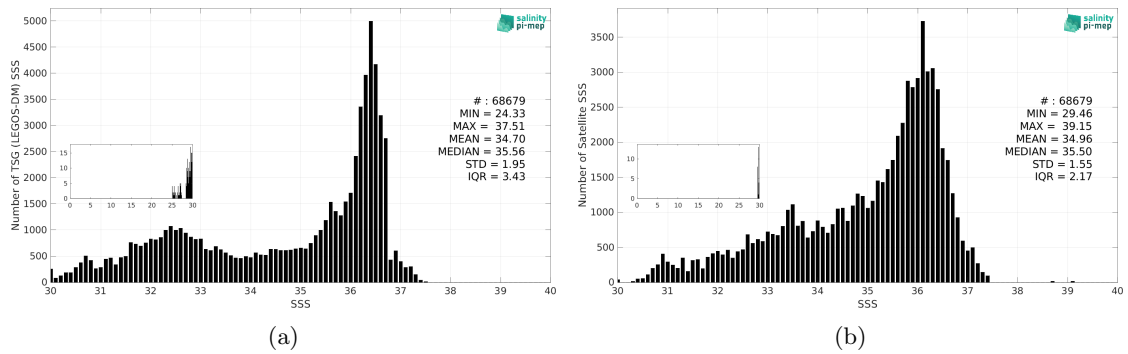 5000
4500
4000
3500
3000
2500
2000
1500
1000
500
0
Number of TSG (LEGOS-DM) SSS
salinity
pi-mep
# : 68679
MIN = 24.33
MAX = 37.51
MEAN = 34.70
MEDIAN = 35.56
STD = 1.95
IQR = 3.43
15
10
5
0
0 5 10 15 20 25 30
30 31 32 33 34 35 36 37 38 39 40
SSS
(a)
3500
3000
2500
2000
1500
1000
500
0
Number of Satellite SSS
salinity
pi-mep
# : 68679
MIN = 29.46
MAX = 39.15
MEAN = 34.96
MEDIAN = 35.50
STD = 1.55
IQR = 2.17
10
5
0
0 5 10 15 20 25 30
30 31 32 33 34 35 36 37 38 39 40
SSS
(b)